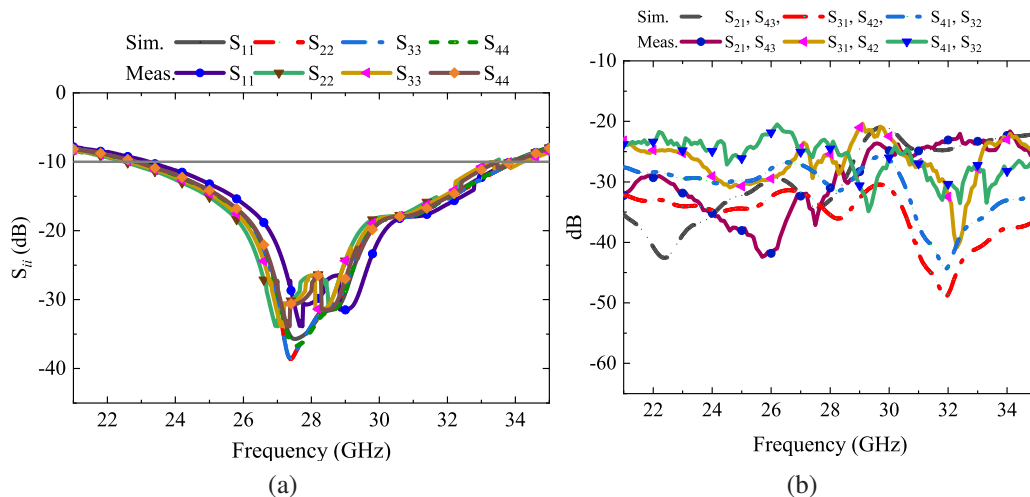 Sim. S11 S22 S33 S44
Meas. S11 S22 S33 S44
0
-10
-20
-30
-40
Sii (dB)
22 24 26 28 30 32 34
Frequency (GHz)
(a)
Sim. S21, S43, S31, S42, S41, S32
Meas. S21, S43 S31, S42 S41, S32
-10
-20
-30
-40
-50
-60
dB
22 24 26 28 30 32 34
Frequency (GHz)
(b)